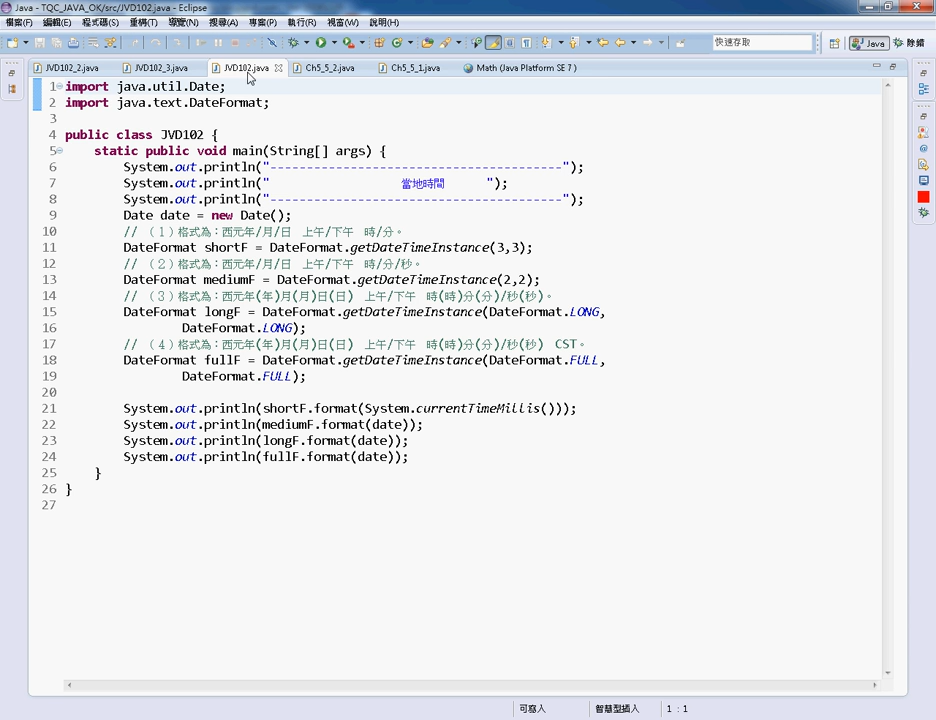 Java - TQC_JAVA_OK/src/JVD102.java - Eclipse
檔案(F) 編輯(E) 程式碼(S) 重構(T) 導覽(N) 搜尋(A) 專案(P) 執行(R) 視窗(W) 說明(H)
快速存取 Java 除錯
JVD102_2.java JVD102_3.java JVD102.java Ch5_5_2.java Ch5_5_1.java Math (Java Platform SE 7 )
1 import java.util.Date;
2 import java.text.DateFormat;
3
4 public class JVD102 {
5 static public void main(String[] args) {
6 System.out.println("----------------------------------------");
7 System.out.println(" 當地時間 ");
8 System.out.println("----------------------------------------");
9 Date date = new Date();
10 // （1）格式為：西元年/月/日 上午/下午 時/分。
11 DateFormat shortF = DateFormat.getDateTimeInstance(3,3);
12 // （2）格式為：西元年/月/日 上午/下午 時/分/秒。
13 DateFormat mediumF = DateFormat.getDateTimeInstance(2,2);
14 // （3）格式為：西元年(年)月(月)日(日) 上午/下午 時(時)分(分)/秒(秒)。
15 DateFormat longF = DateFormat.getDateTimeInstance(DateFormat.LONG,
16 DateFormat.LONG);
17 // （4）格式為：西元年(年)月(月)日(日) 上午/下午 時(時)分(分)/秒(秒) CST。
18 DateFormat fullF = DateFormat.getDateTimeInstance(DateFormat.FULL,
19 DateFormat.FULL);
20
21 System.out.println(shortF.format(System.currentTimeMillis()));
22 System.out.println(mediumF.format(date));
23 System.out.println(longF.format(date));
24 System.out.println(fullF.format(date));
25 }
26 }
27
可寫入 智慧型插入 1 : 1